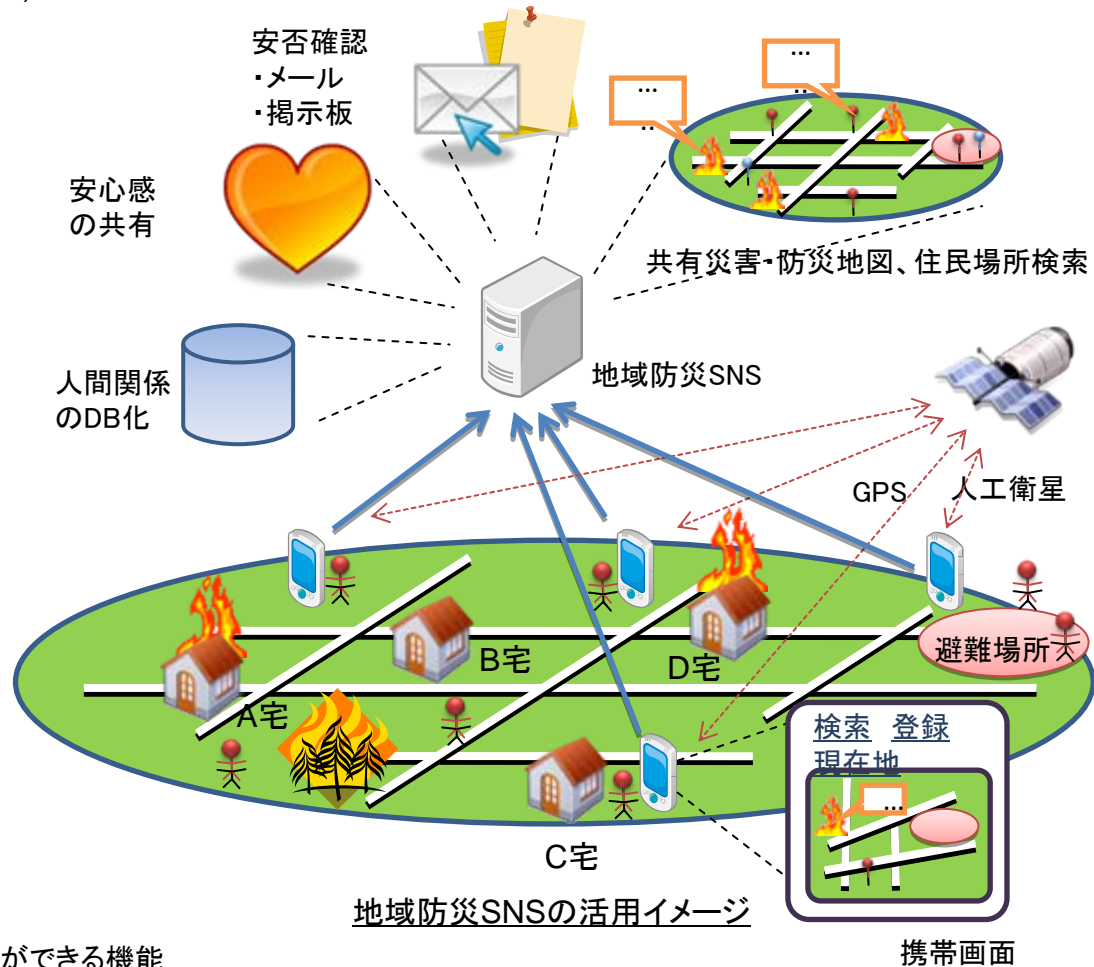 安否確認
・メール
・掲示板
...
...
安心感
の共有
共有災害・防災地図、住民場所検索
人間関係
のDB化
地域防災SNS
GPS
人工衛星
避難場所
B宅
D宅
A宅
検索 登録
現在地
...
C宅
地域防災SNSの活用イメージ
携帯画面
ができる機能